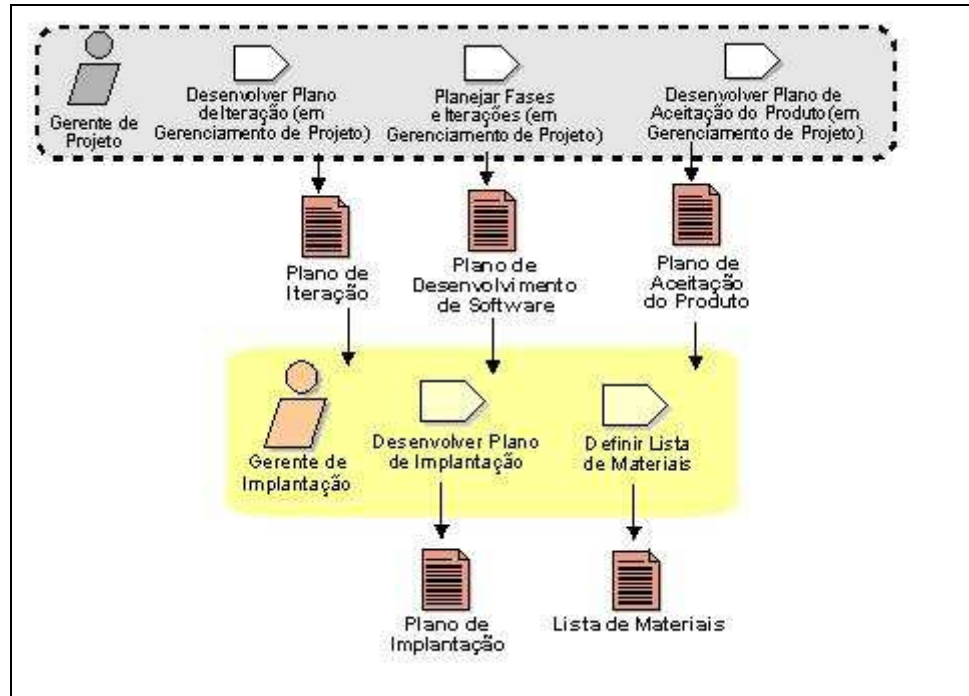 Gerente de
Projeto
Desenvolver Plano
de Iteração (em
Gerenciamento de Projeto)
Planejar Fases
e Iterações (em
Gerenciamento de Projeto)
Desenvolver Plano de
Aceitação do Produto (em
Gerenciamento de Projeto)
Plano de
Iteração
Plano de
Desenvolvimento
de Software
Plano de
Aceitação
do Produto
Gerente de
Implantação
Desenvolver Plano
de Implantação
Definir Lista
de Materiais
Plano de
Implantação
Lista de Materiais